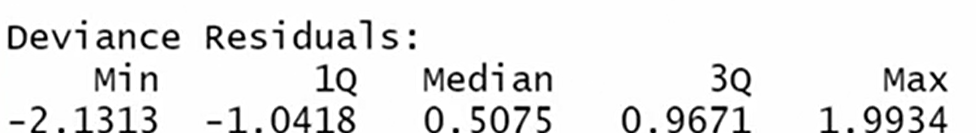 Deviance Residuals:
Min 1Q Median 3Q Max
-2.1313 -1.0418 0.5075 0.9671 1.9934